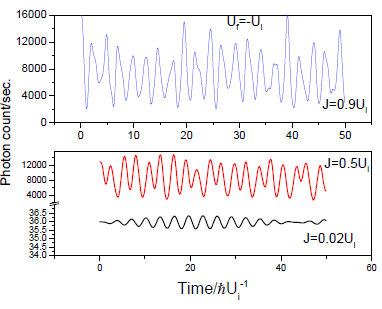 Photon count/sec.
16000
12000
8000
4000
0
U_f=-U_I
J=0.9U_I
0 10 20 30 40 50 60
12000
8000
4000
36.5
36.0
35.5
35.0
34.5
34.0
J=0.5U_I
J=0.02U_I
0 20 40 60
Time/ℏU_i^-1